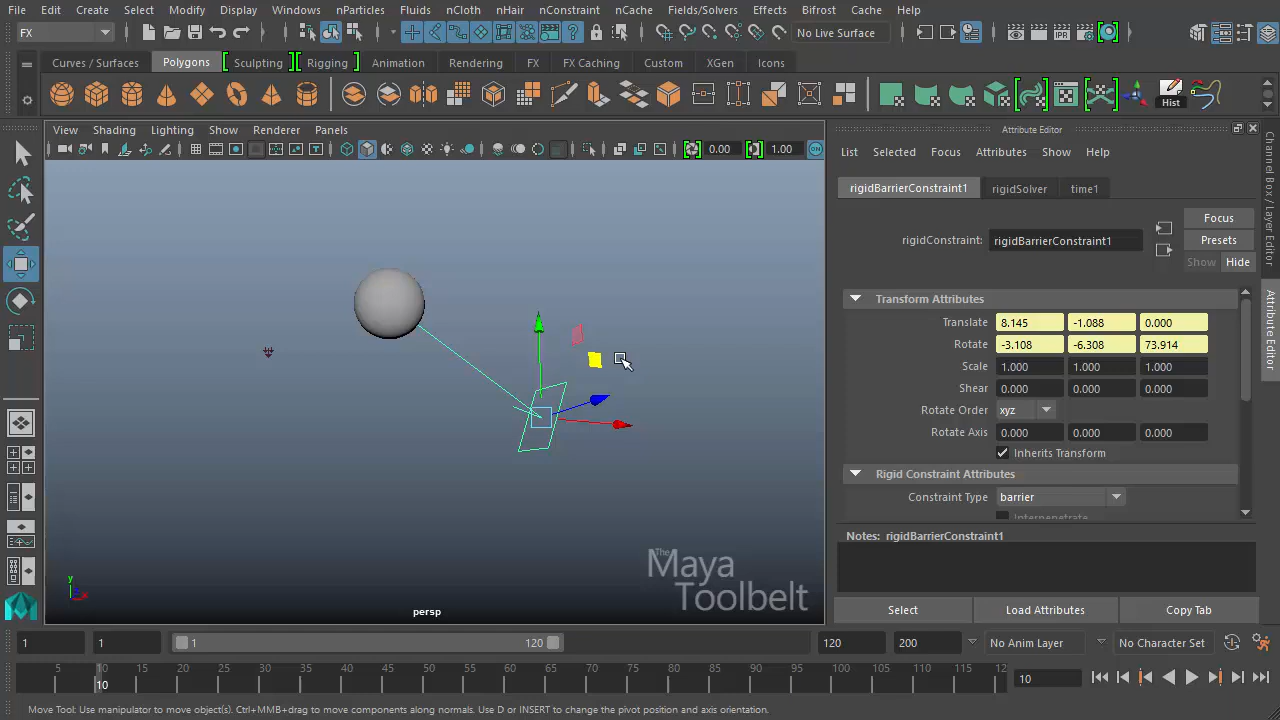 File Edit Create Select Modify Display Windows nParticles Fluids nCloth nHair nConstraint nCache Fields/Solvers Effects Bifrost Cache Help
FX No Live Surface IPR
Curves / Surfaces Polygons Sculpting Rigging Animation Rendering FX FX Caching Custom XGen Icons
Hist
View Shading Lighting Show Renderer Panels
0.00 1.00
Attribute Editor
List Selected Focus Attributes Show Help
rigidBarrierConstraint1 rigidSolver time1
rigidConstraint: rigidBarrierConstraint1
Focus
Presets
Show Hide
Transform Attributes
Translate 8.145 -1.088 0.000
Rotate -3.108 -6.308 73.914
Scale 1.000 1.000 1.000
Shear 0.000 0.000 0.000
Rotate Order xyz
Rotate Axis 0.000 0.000 0.000
Inherits Transform
Rigid Constraint Attributes
Constraint Type barrier
Interpenetrate
Notes: rigidBarrierConstraint1
Select Load Attributes Copy Tab
Channel Box / Layer Editor
Attribute Editor
The
Maya
Toolbelt
y
persp
1 1 1 120 120 200 No Anim Layer No Character Set
5 10 15 20 25 30 35 40 45 50 55 60 65 70 75 80 85 90 95 100 105 110 115 12
10 10
Move Tool: Use manipulator to move object(s). Ctrl+MMB+drag to move components along normals. Use D or INSERT to change the pivot position and axis orientation.